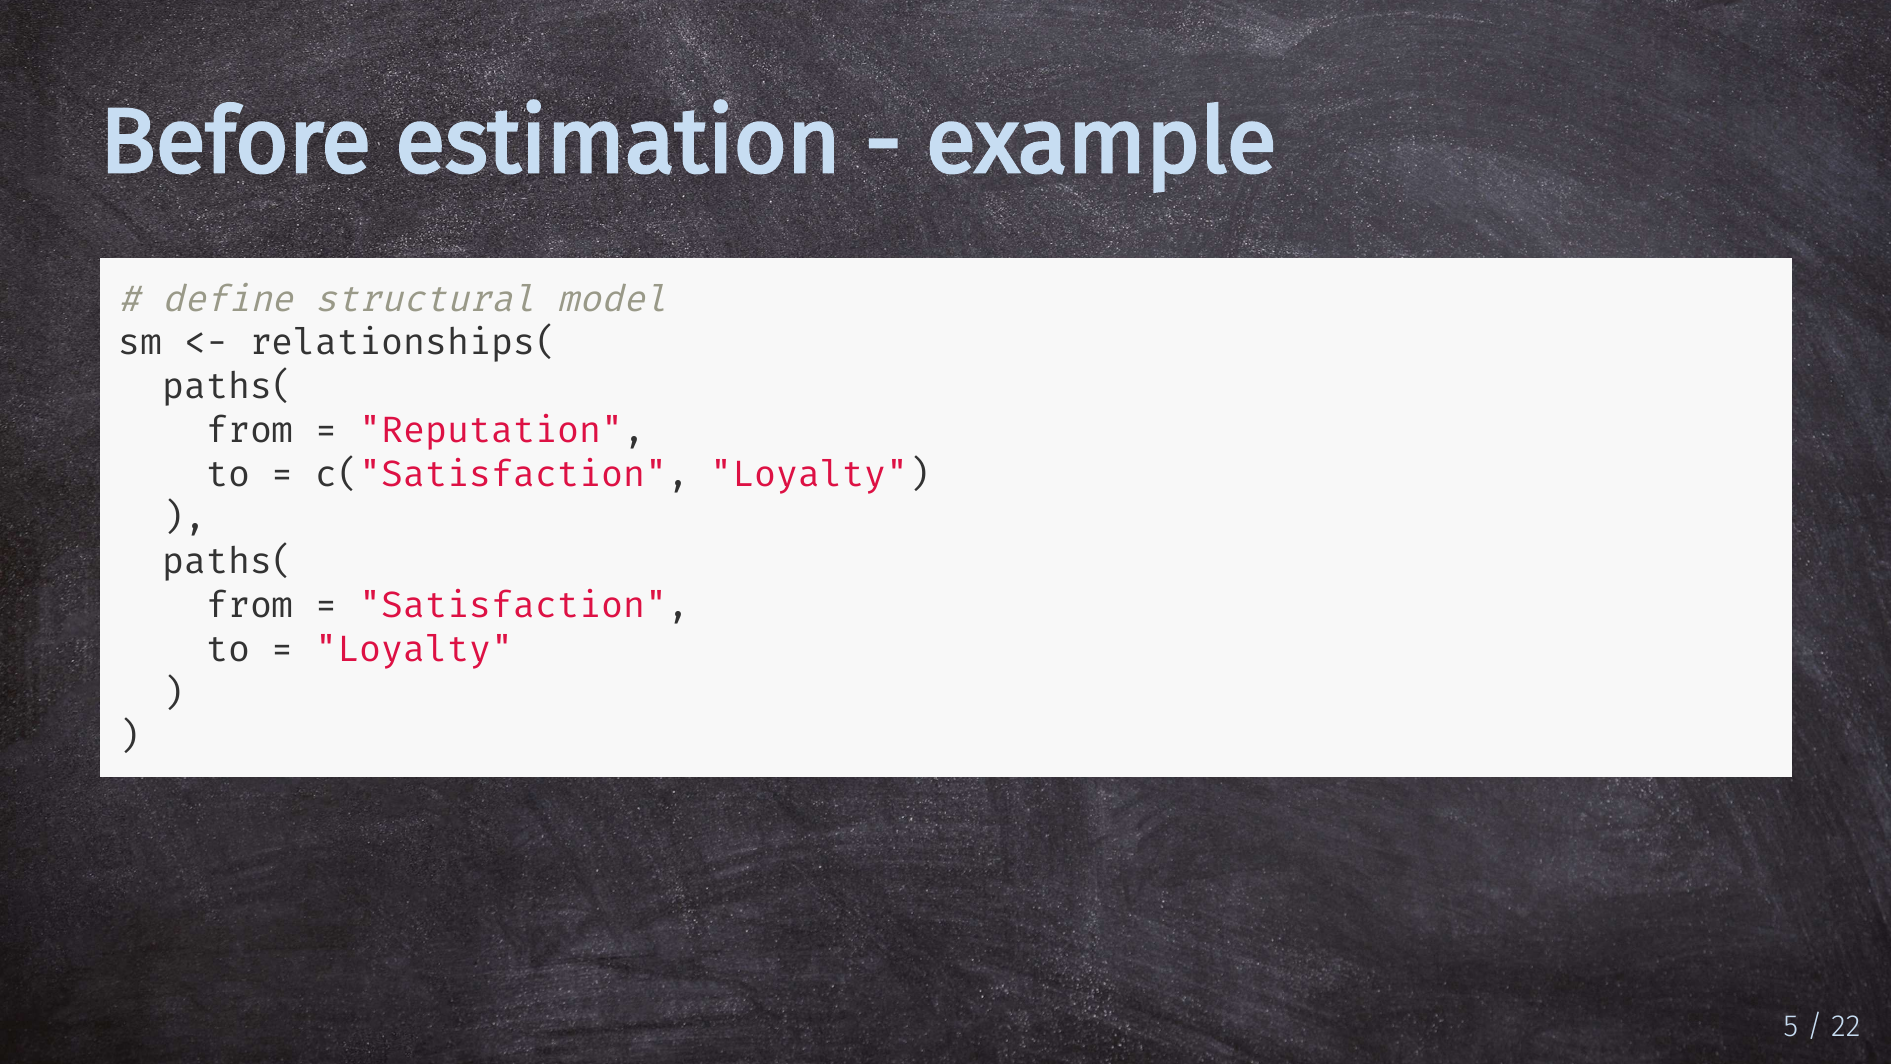 Before estimation - example
# define structural model
sm <- relationships(
  paths(
    from = "Reputation",
    to = c("Satisfaction", "Loyalty")
  ),
  paths(
    from = "Satisfaction",
    to = "Loyalty"
  )
)
5 / 22